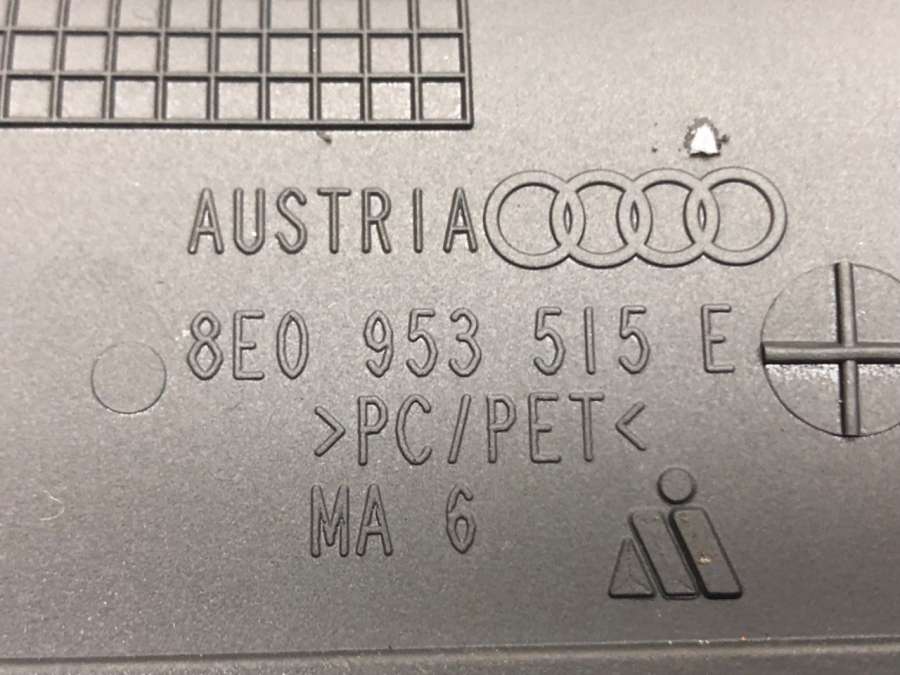 AUSTRIA
8E0 953 515 E
>PC/PET<
MA 6